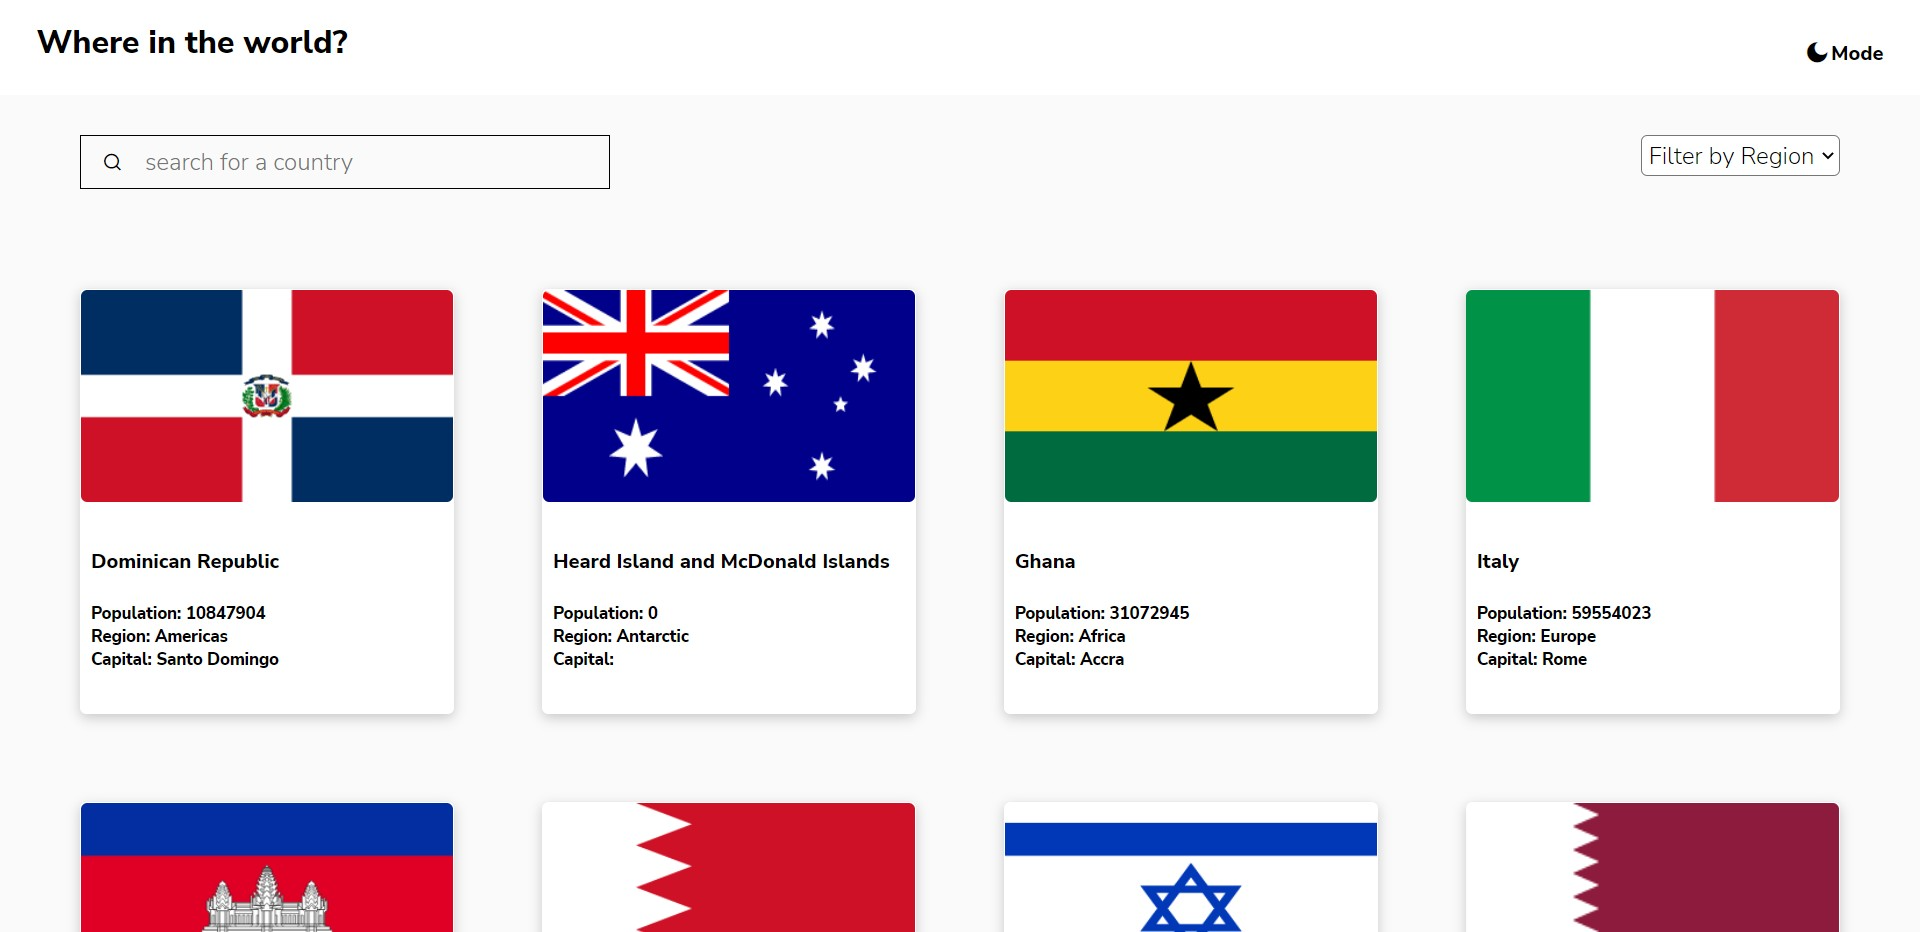 Where in the world?
Mode
search for a country
Filter by Region
Dominican Republic
Population: 10847904
Region: Americas
Capital: Santo Domingo
Heard Island and McDonald Islands
Population: 0
Region: Antarctic
Capital:
Ghana
Population: 31072945
Region: Africa
Capital: Accra
Italy
Population: 59554023
Region: Europe
Capital: Rome